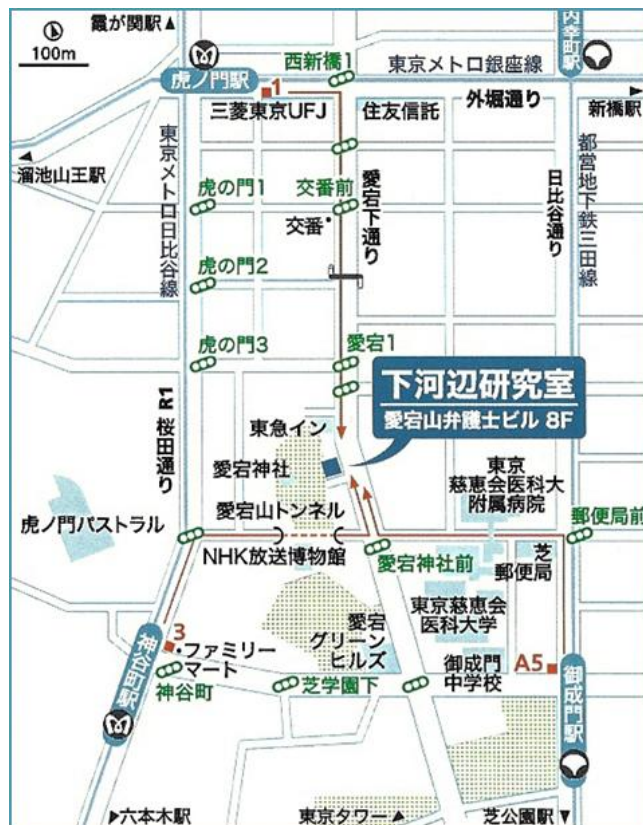 霞が関駅▲
100m
虎ノ門駅
西新橋1
東京メトロ銀座線
内幸町駅
1
三菱東京UFJ
住友信託
外堀通り
新橋駅
溜池山王駅
東京メトロ日比谷線
虎の門1
交番前
愛宕下通り
日比谷通り
都営地下鉄三田線
交番
虎の門2
虎の門3
愛宕1
下河辺研究室
愛宕山弁護士ビル 8F
桜田通り R1
東急イン
愛宕神社
東京
慈恵会医科大
附属病院
愛宕山トンネル
虎ノ門パストラル
郵便局前
NHK放送博物館
愛宕神社前
芝
郵便局
東京慈恵会
医科大学
愛宕
グリーン
ヒルズ
3
・ファミリー
マート
神谷町駅
神谷町
芝学園下
御成門
中学校
A5
御成門駅
▶六本木駅
東京タワー▲
芝公園駅▼